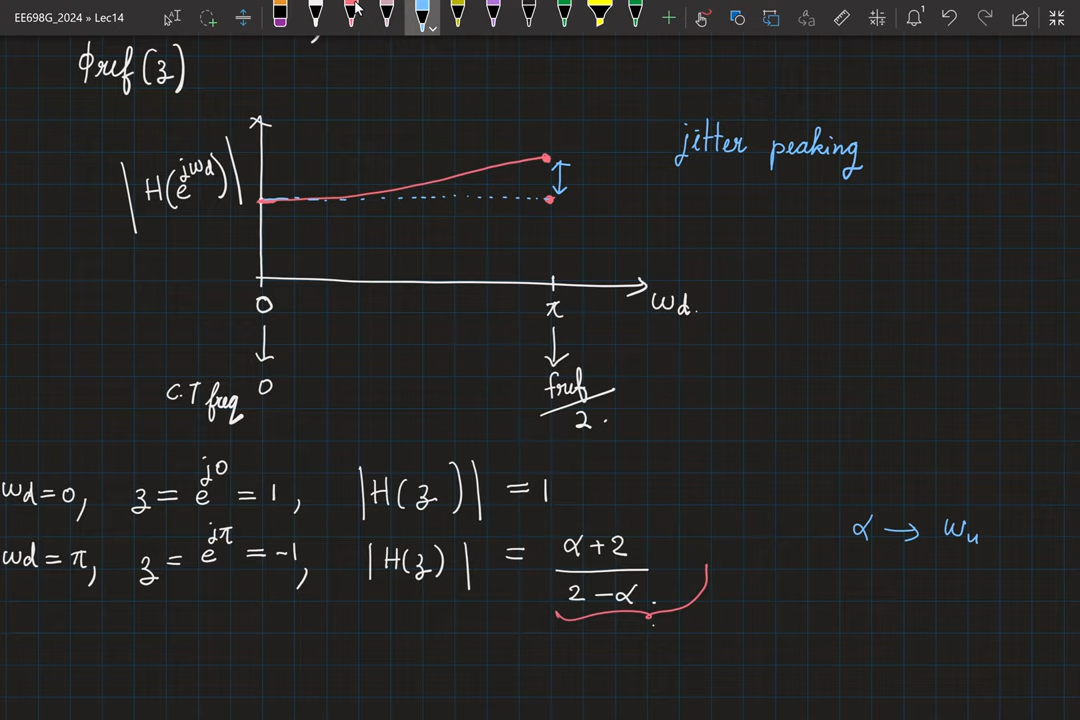 EE698G_2024 » Lec14
ϕref(z)
|H(e^{jωd})|
jitter peaking
0 π ωd.
C.T freq 0 fref/2.
ωd=0, z = e^{j0} = 1, |H(z)| = 1
ωd = π, z = e^{jπ} = -1, |H(z)| = (α+2)/(2-α).
α → ωu